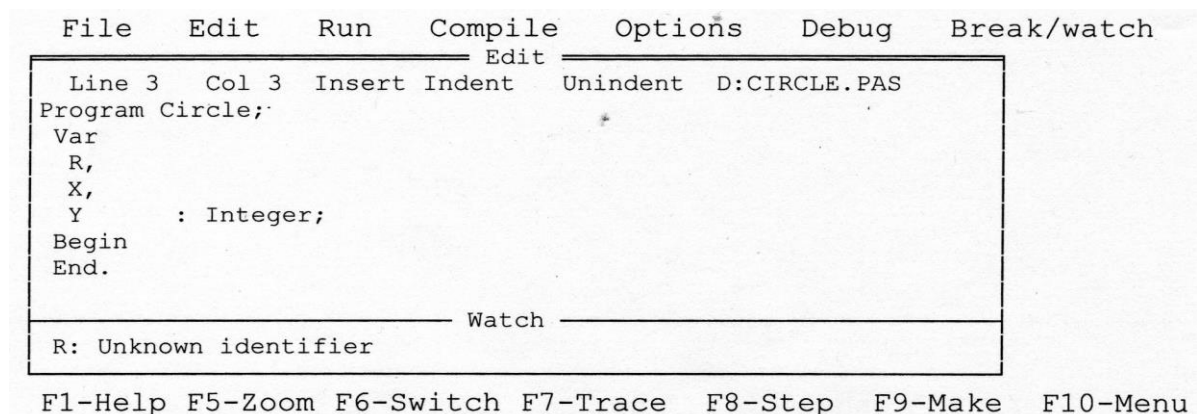 File Edit Run Compile Options Debug Break/watch
Edit
Line 3 Col 3 Insert Indent Unindent D:CIRCLE.PAS
Program Circle;
Var
R,
X,
Y : Integer;
Begin
End.
Watch
R: Unknown identifier
F1-Help F5-Zoom F6-Switch F7-Trace F8-Step F9-Make F10-Menu